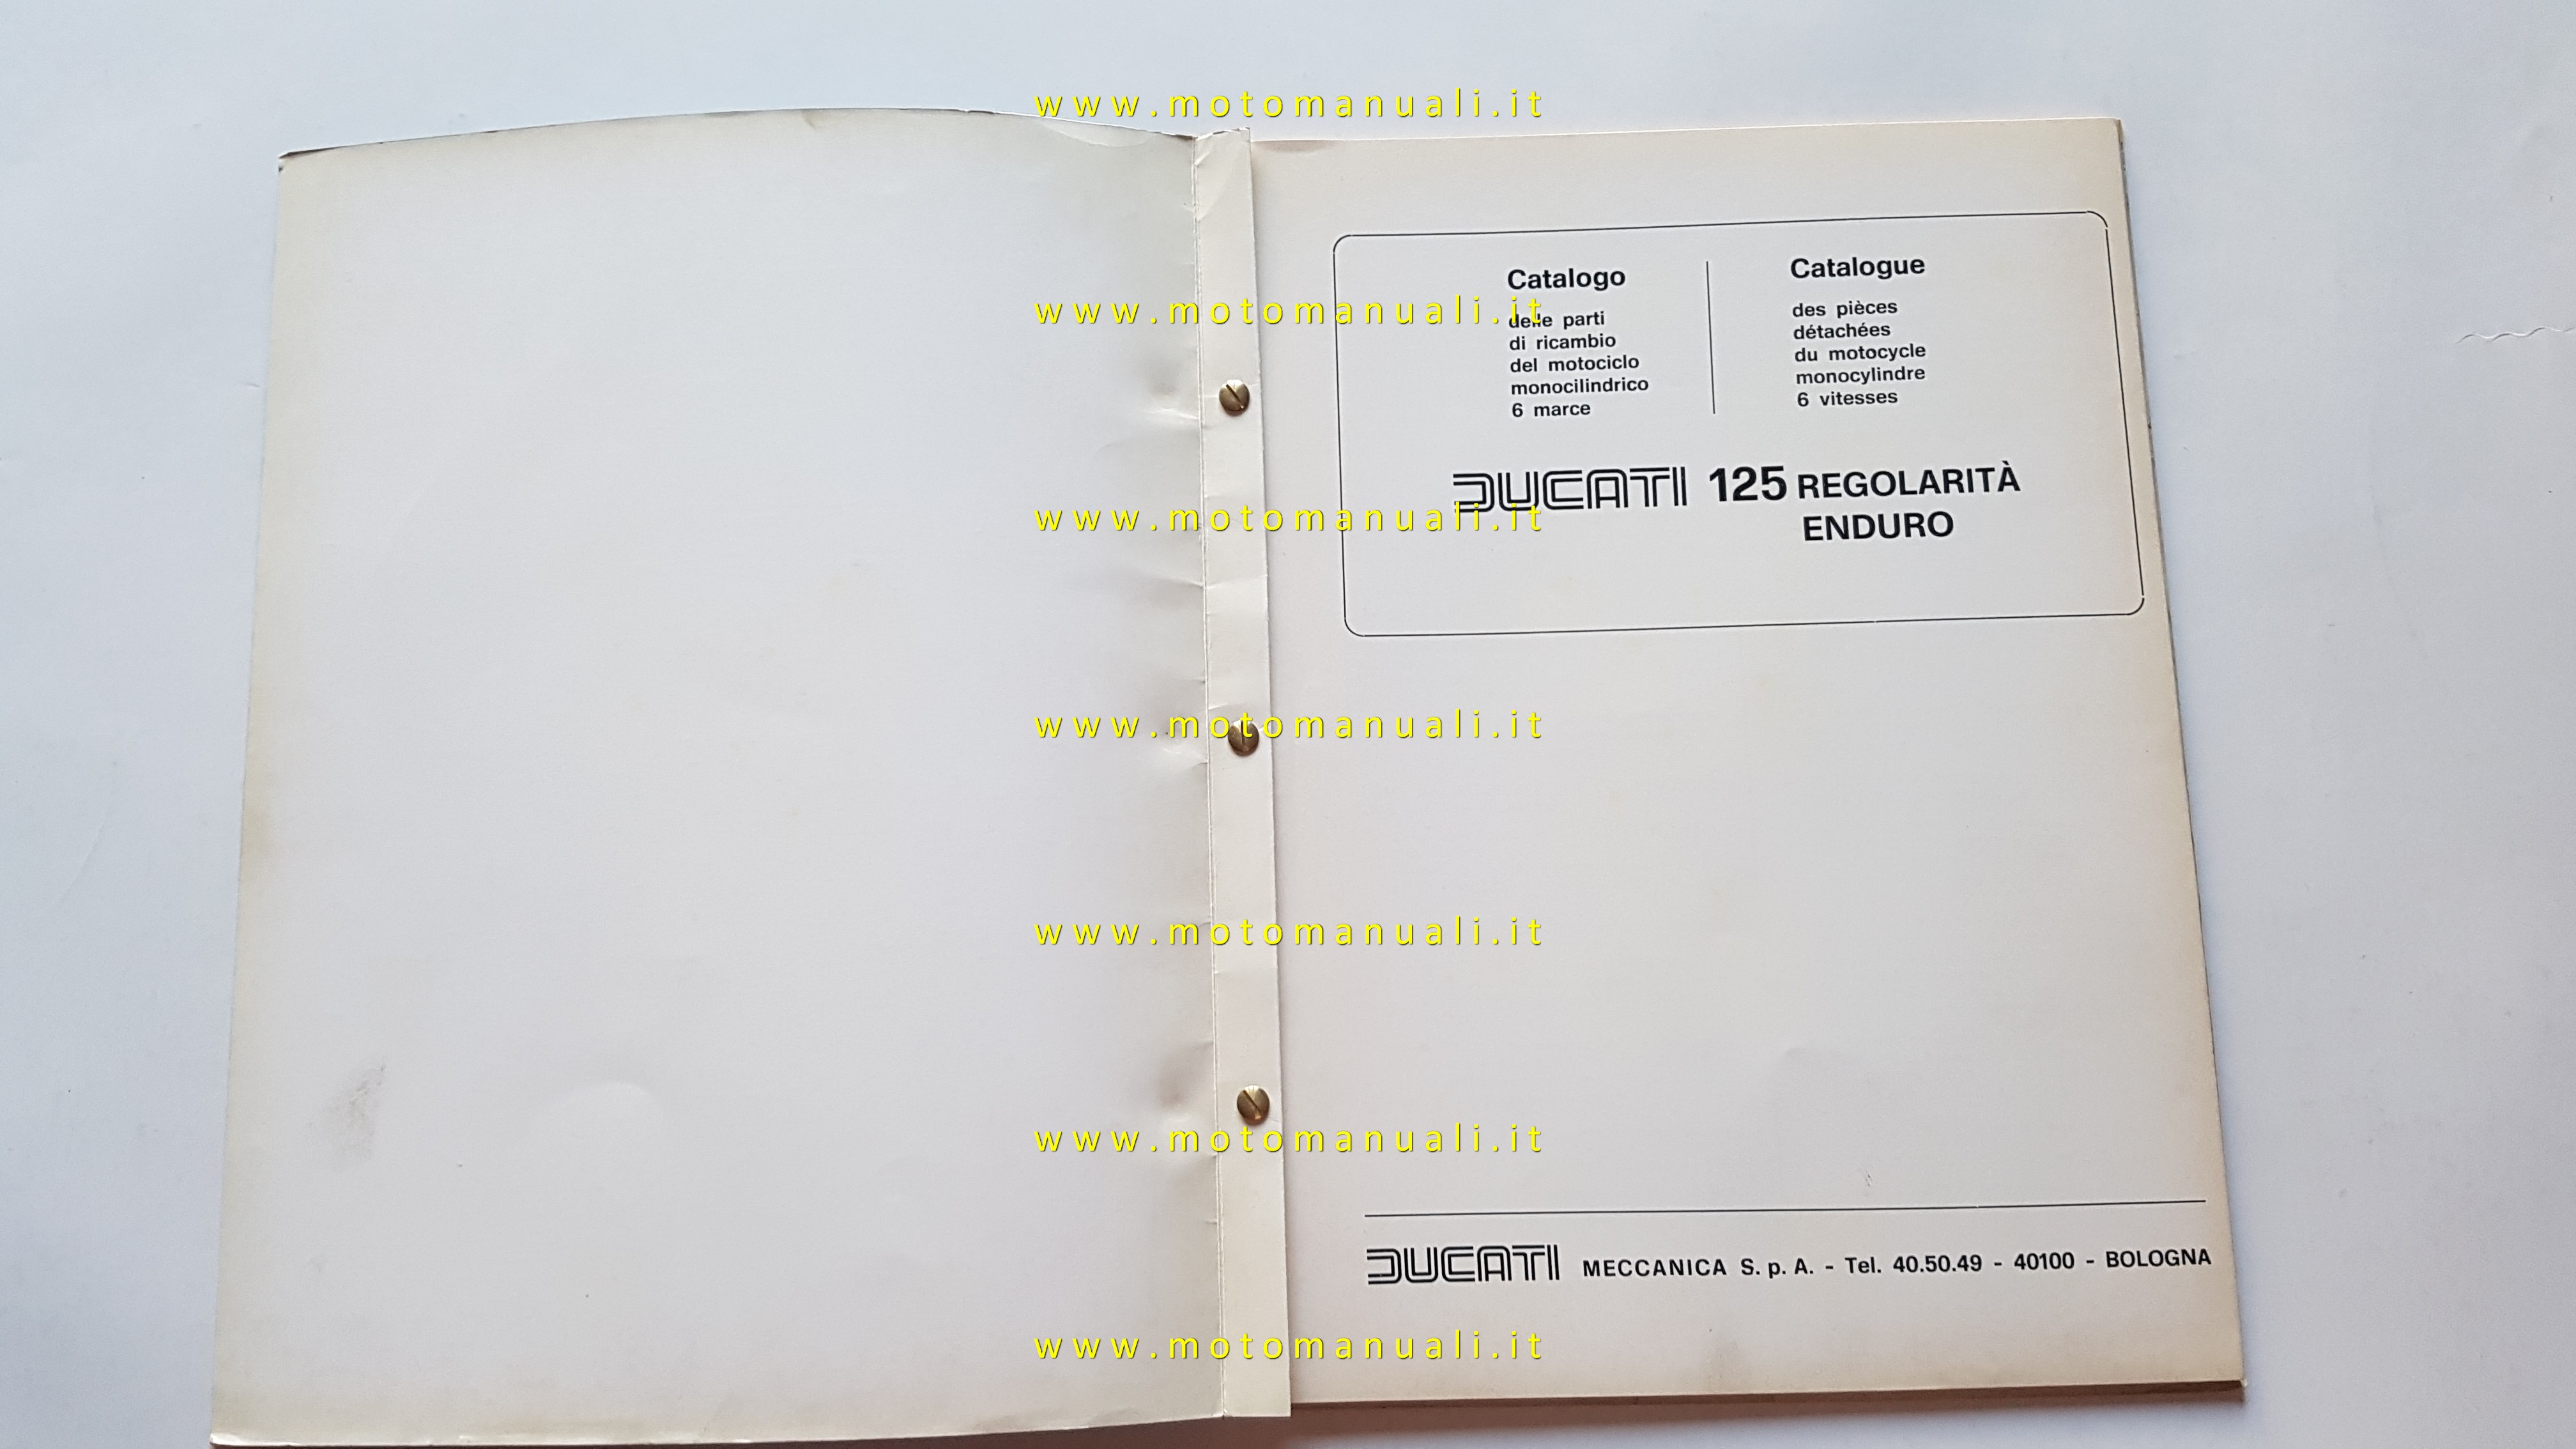 www.motomanuali.it
Catalogo
delle parti
di ricambio
del motociclo
monocilindrico
6 marce
Catalogue
des pièces
détachées
du motocycle
monocylindre
6 vitesses
www.motomanuali.it
DUCATI 125 REGOLARITÀ
ENDURO
www.motomanuali.it
www.motomanuali.it
www.motomanuali.it
www.motomanuali.it
DUCATI MECCANICA S. p. A. - Tel. 40.50.49 - 40100 - BOLOGNA
www.motomanuali.it